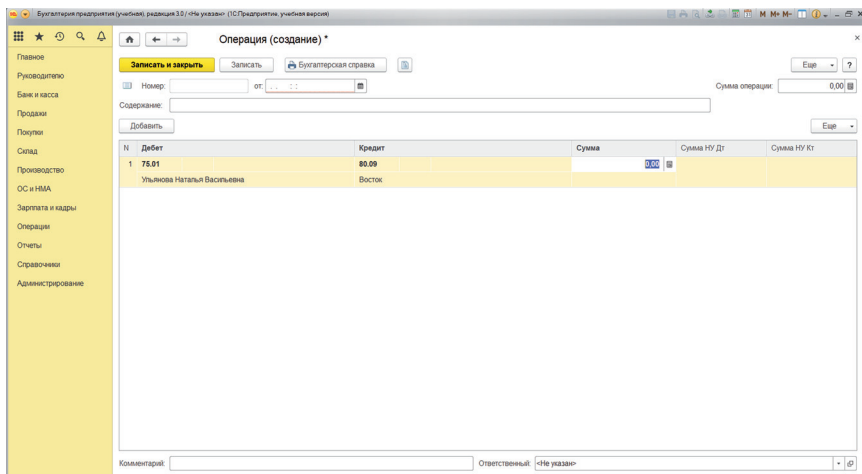 Бухгалтерия предприятия (учебная), редакция 3.0 / <Не указан> (1С:Предприятие, учебная версия)
M M+ M-
Операция (создание) *
Главное
Руководителю
Банк и касса
Продажи
Покупки
Склад
Производство
ОС и НМА
Зарплата и кадры
Операции
Отчеты
Справочники
Администрирование
Записать и закрыть Записать Бухгалтерская справка Еще ?
Номер: от: . . : : Сумма операции: 0,00
Содержание:
Добавить Еще
N Дебет Кредит Сумма Сумма НУ Дт Сумма НУ Кт
1 75.01 80.09 0,00
Ульянова Наталья Васильевна Восток
Комментарий: Ответственный: <Не указан>